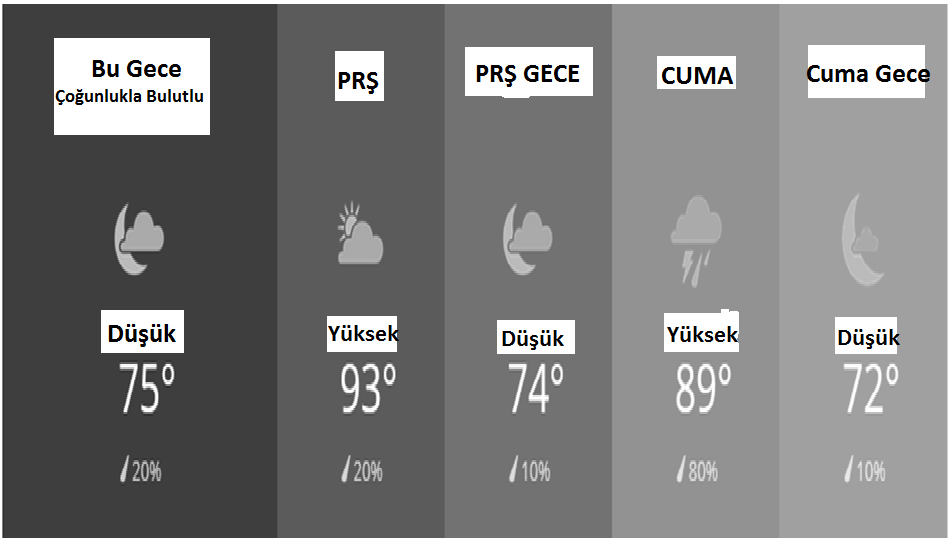 Bu Gece
Çoğunlukla Bulutlu
Düşük
75°
20%
PRŞ
Yüksek
93°
20%
PRŞ GECE
Düşük
74°
10%
CUMA
Yüksek
89°
80%
Cuma Gece
Düşük
72°
10%